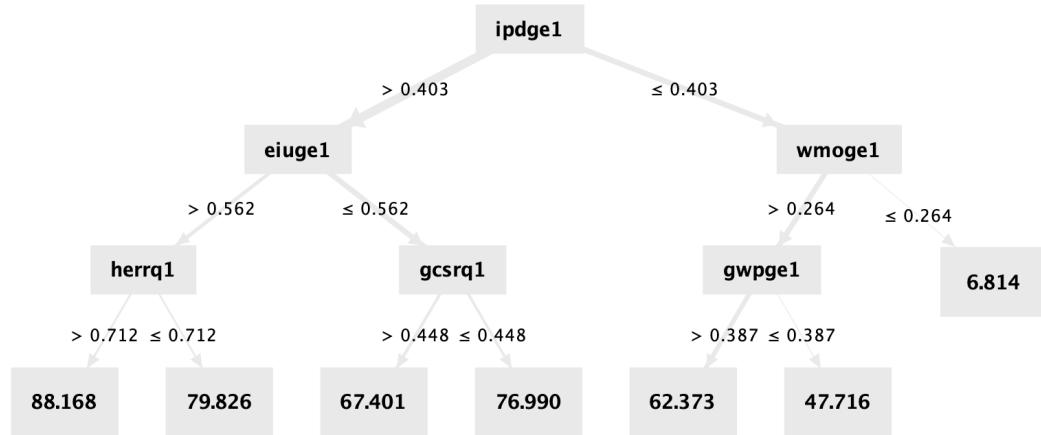 ipdge1
> 0.403
≤ 0.403
eiuge1
wmoge1
> 0.562
≤ 0.562
> 0.264
≤ 0.264
herrq1
gcsrq1
gwpge1
6.814
> 0.712 ≤ 0.712
> 0.448 ≤ 0.448
> 0.387 ≤ 0.387
88.168
79.826
67.401
76.990
62.373
47.716